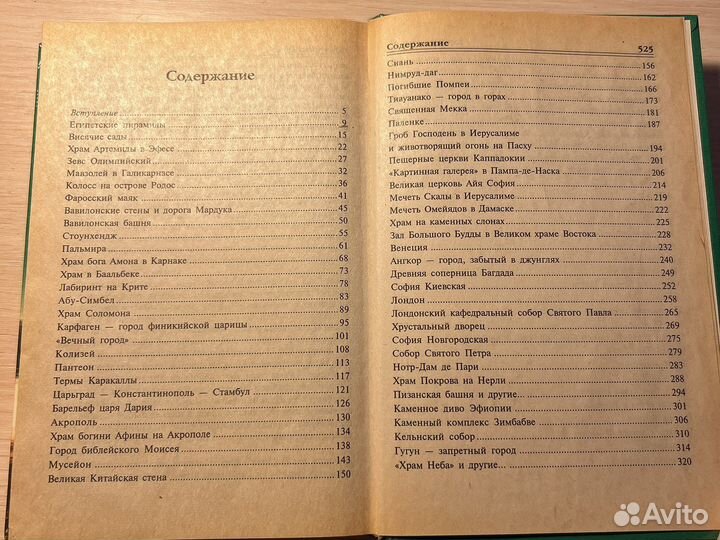 Содержание
Вступление 5
Египетские пирамиды 9
Висячие сады 15
Храм Артемиды в Эфесе 22
Зевс Олимпийский 27
Мавзолей в Галикарнасе 32
Колосс на острове Родос 36
Фаросский маяк 41
Вавилонские стены и дорога Мардука 45
Вавилонская башня 50
Стоунхендж 55
Пальмира 61
Храм бога Амона в Карнаке 68
Храм в Баальбеке 73
Лабиринт на Крите 78
Абу-Симбел 83
Храм Соломона 89
Карфаген — город финикийской царицы 95
«Вечный город» 101
Колизей 108
Пантеон 113
Термы Каракаллы 117
Царьград — Константинополь — Стамбул 121
Барельеф царя Дария 126
Акрополь 130
Храм богини Афины на Акрополе 134
Город библейского Моисея 138
Мусейон 143
Великая Китайская стена 150
Содержание 525
Сиань 156
Нимруд-даг 162
Погибшие Помпеи 166
Тиауанако — город в горах 173
Священная Мекка 181
Паленке 187
Гроб Господень в Иерусалиме
и животворящий огонь на Пасху 194
Пещерные церкви Каппадокии 201
«Картинная галерея» в Пампа-де-Наска 206
Великая церковь Айя София 214
Мечеть Скалы в Иерусалиме 219
Мечеть Омейядов в Дамаске 222
Храм на каменных слонах 225
Зал Большого Будды в Великом храме Востока 228
Венеция 232
Ангкор — город, забытый в джунглях 240
Древняя соперница Багдада 249
София Киевская 252
Лондон 258
Лондонский кафедральный собор Святого Павла 265
Хрустальный дворец 269
София Новгородская 275
Собор Святого Петра 279
Нотр-Дам де Пари 283
Храм Покрова на Нерли 288
Пизанская башня и другие 294
Каменное диво Эфиопии 301
Каменный комплекс Зимбабве 306
Кельнский собор 310
Гугун — запретный город 314
«Храм Неба» и другие... 320
Avito